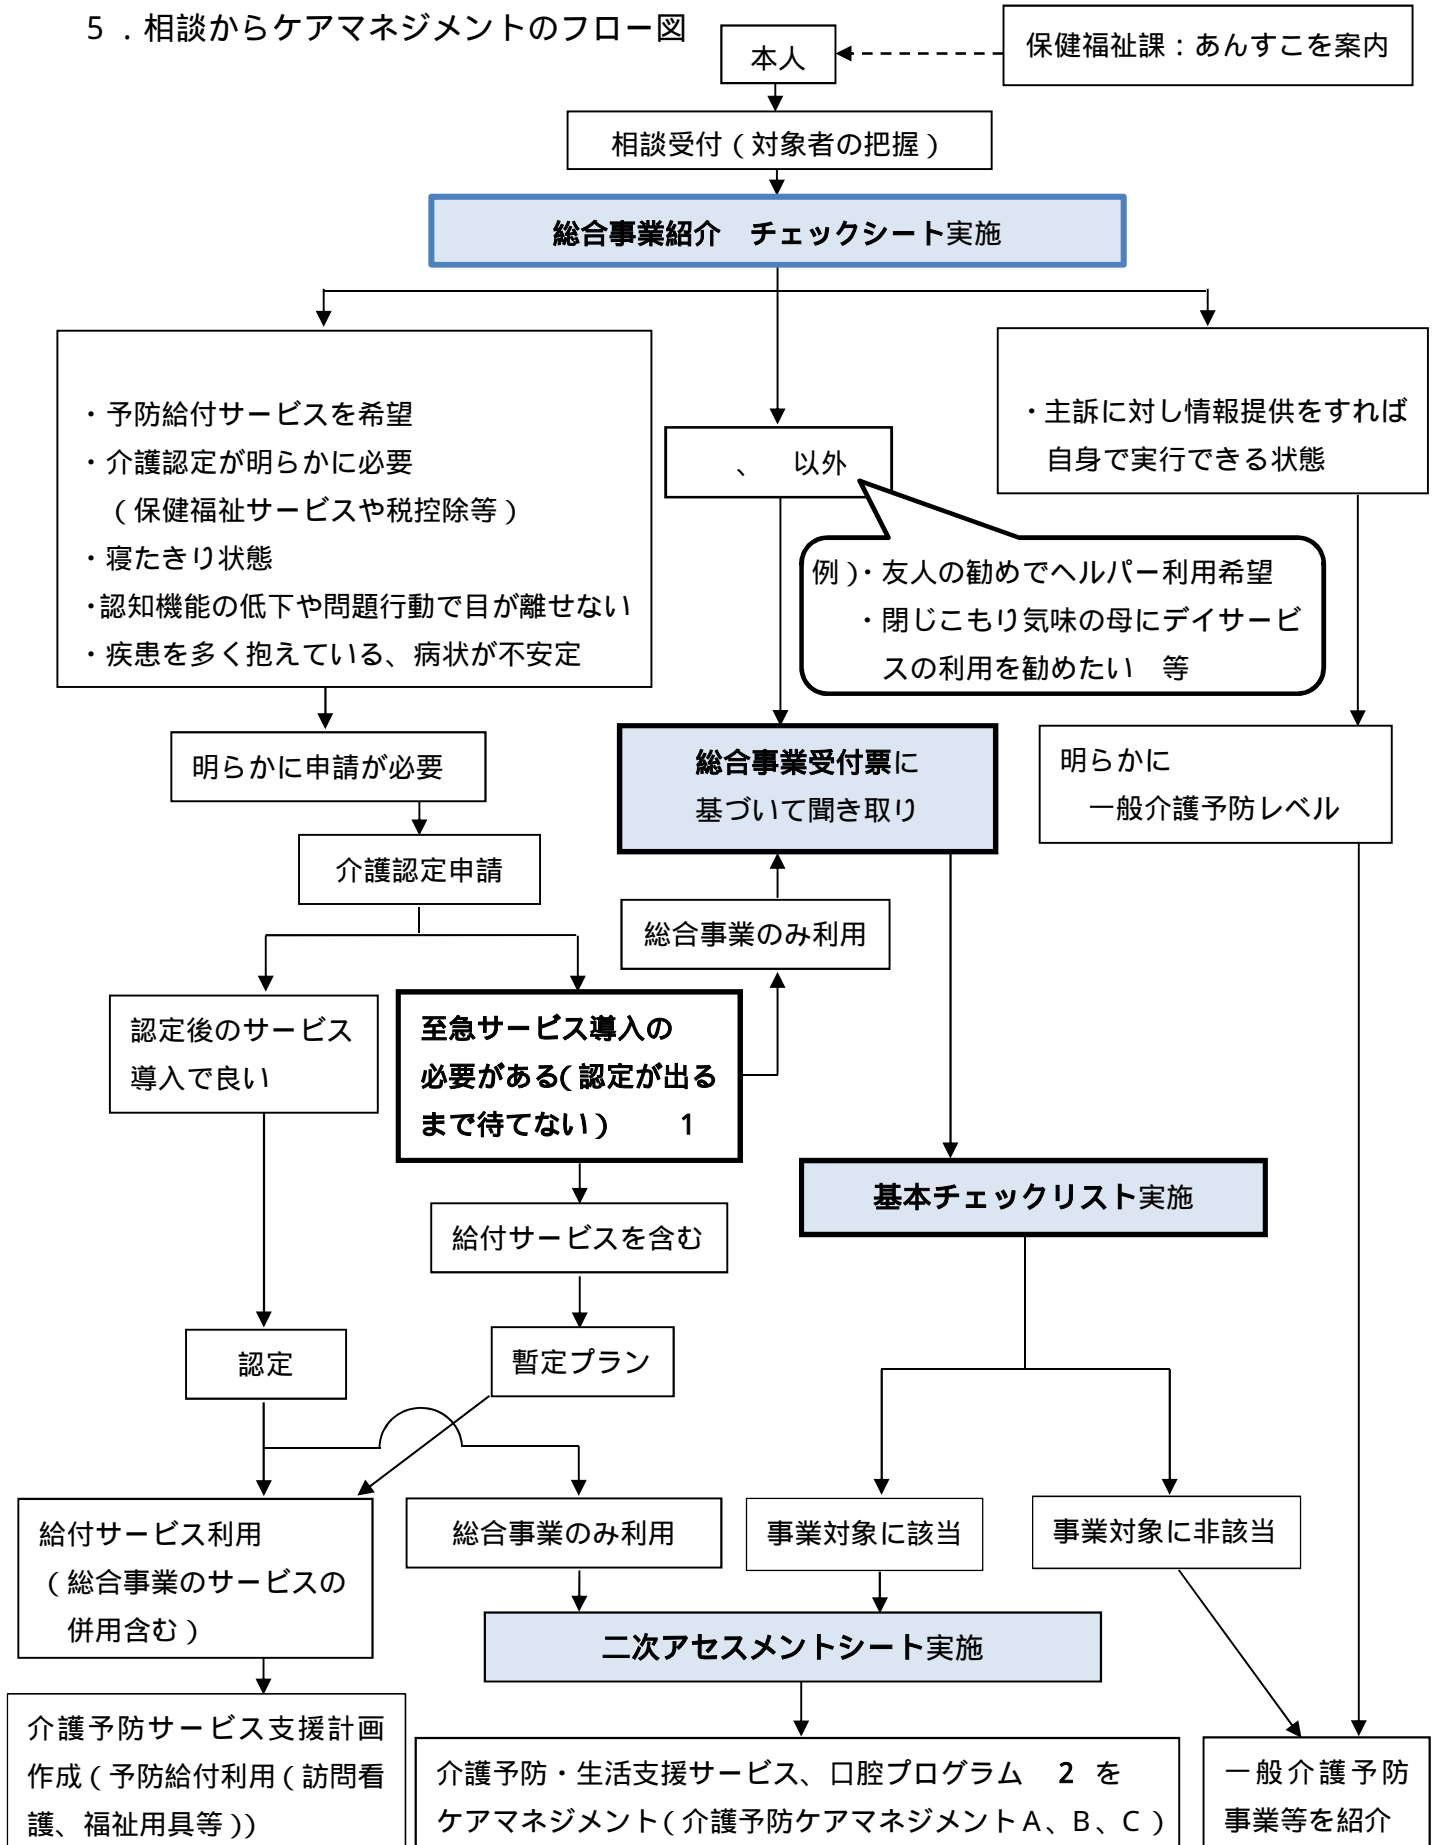 ５．相談からケアマネジメントのフロー図
本人
保健福祉課：あんすこを案内
相談受付（対象者の把握）
総合事業紹介　チェックシート実施
・予防給付サービスを希望
・介護認定が明らかに必要
（保健福祉サービスや税控除等）
・寝たきり状態
・認知機能の低下や問題行動で目が離せない
・疾患を多く抱えている、病状が不安定
、　以外
・主訴に対し情報提供をすれば
自身で実行できる状態
例）・友人の勧めでヘルパー利用希望
・閉じこもり気味の母にデイサービ
スの利用を勧めたい　等
明らかに申請が必要
総合事業受付票に
基づいて聞き取り
明らかに
一般介護予防レベル
介護認定申請
総合事業のみ利用
認定後のサービス
導入で良い
至急サービス導入の
必要がある（認定が出る
まで待てない）　　1
基本チェックリスト実施
給付サービスを含む
認定
暫定プラン
給付サービス利用
（総合事業のサービスの
併用含む）
総合事業のみ利用
事業対象に該当
事業対象に非該当
二次アセスメントシート実施
介護予防サービス支援計画
作成（予防給付利用（訪問看
護、福祉用具等））
介護予防・生活支援サービス、口腔プログラム　2 を
ケアマネジメント（介護予防ケアマネジメントＡ、Ｂ、Ｃ）
一般介護予防
事業等を紹介